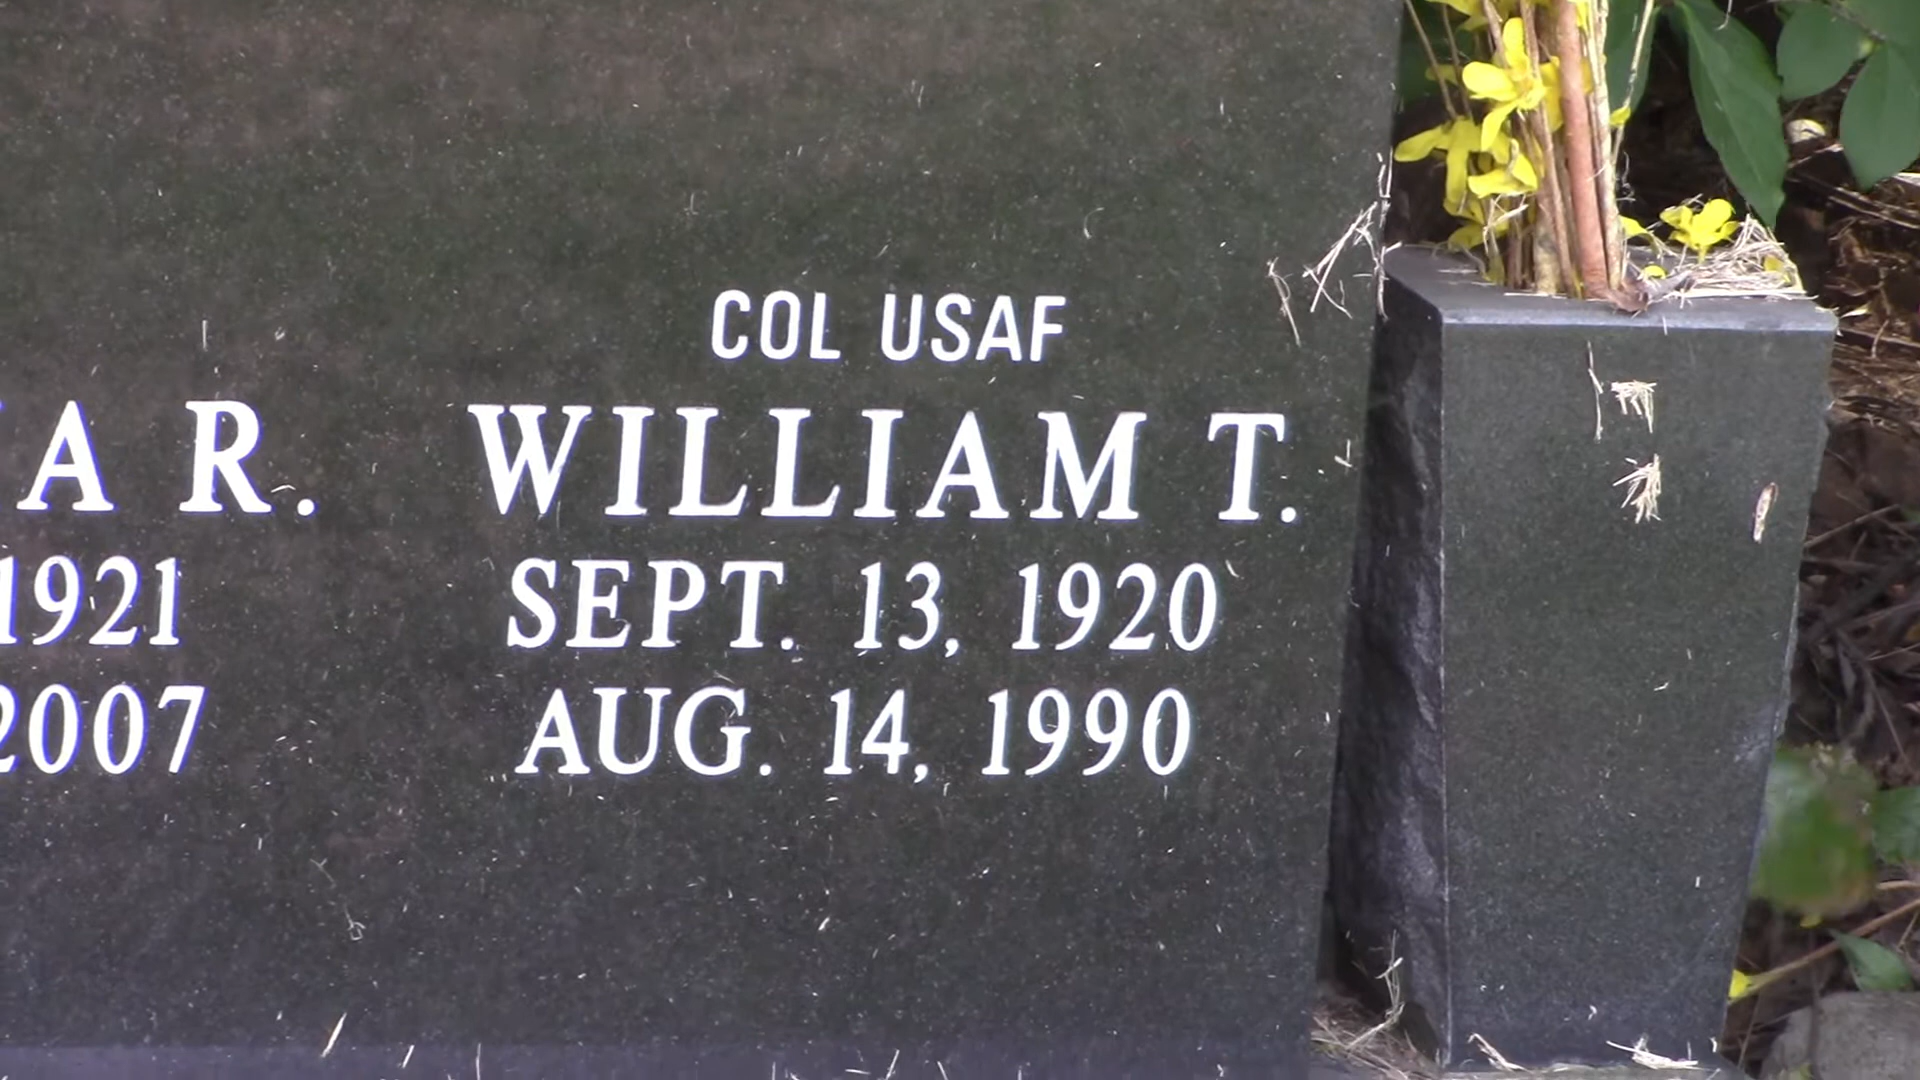 COL USAF
A R. WILLIAM T.
1921 SEPT. 13, 1920
2007 AUG. 14, 1990